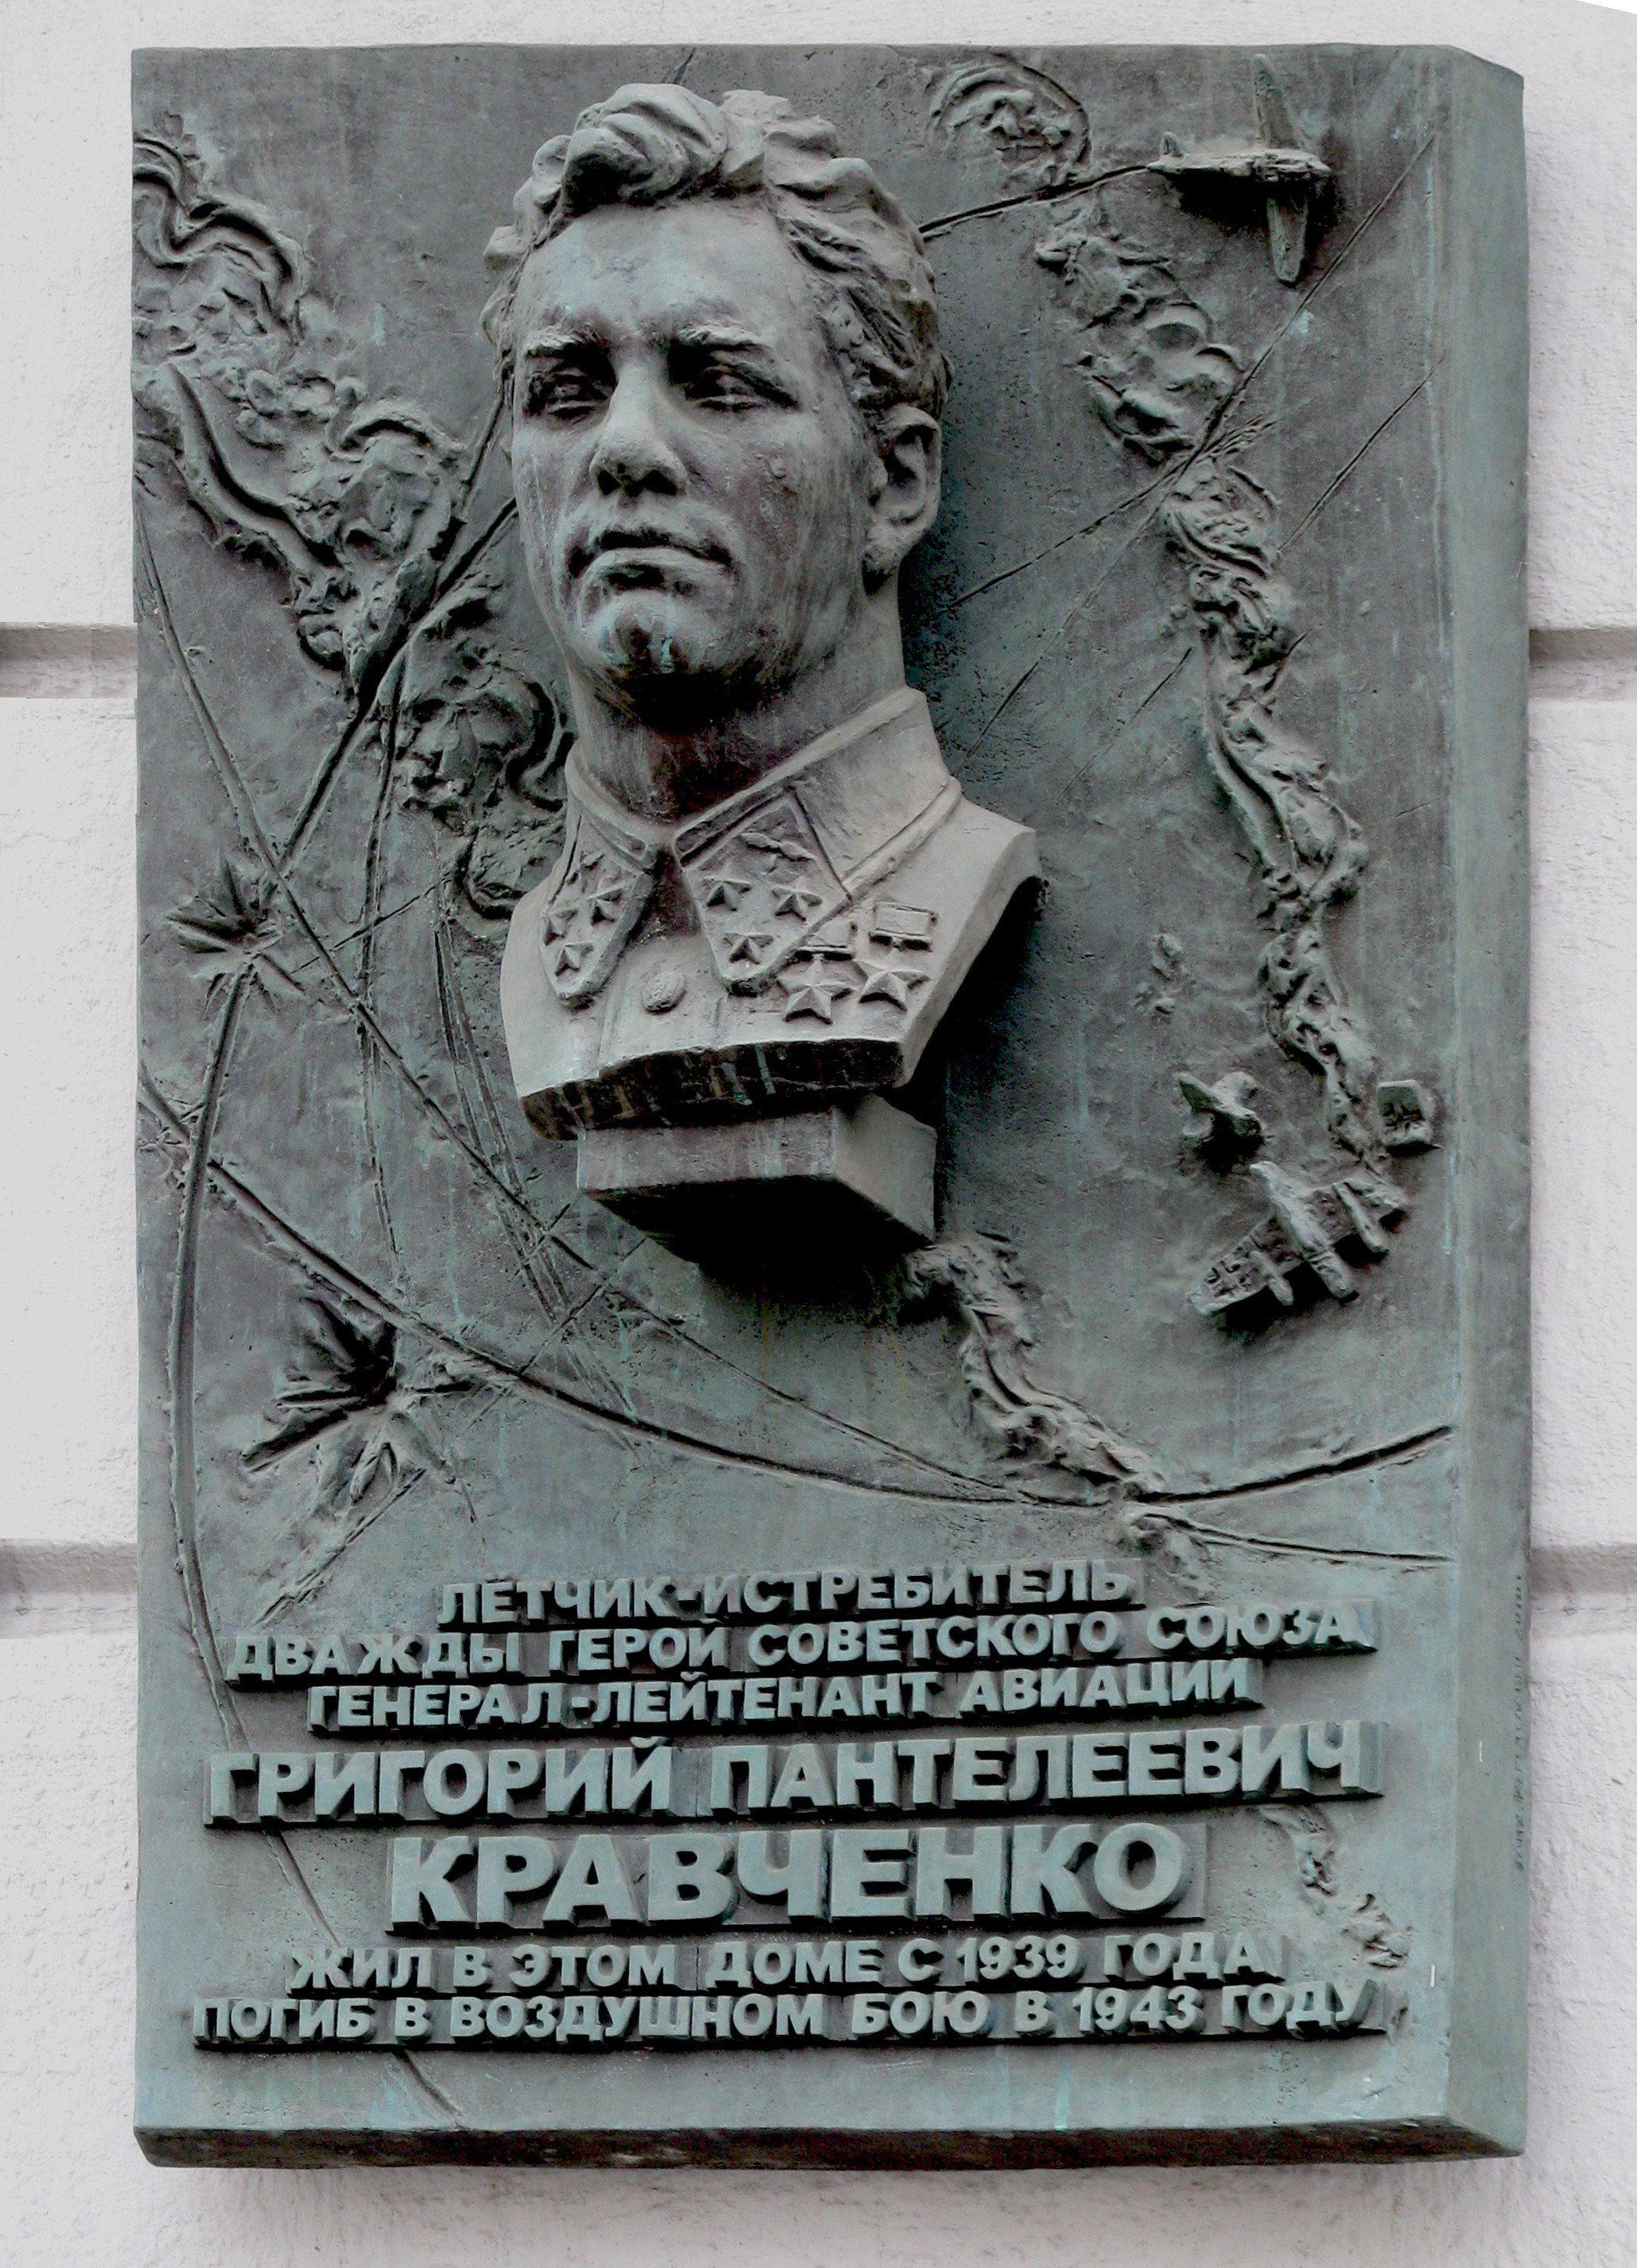 ЛЁТЧИК-ИСТРЕБИТЕЛЬ
ДВАЖДЫ ГЕРОЙ СОВЕТСКОГО СОЮЗА
ГЕНЕРАЛ-ЛЕЙТЕНАНТ АВИАЦИИ
ГРИГОРИЙ ПАНТЕЛЕЕВИЧ
КРАВЧЕНКО
ЖИЛ В ЭТОМ ДОМЕ С 1939 ГОДА
ПОГИБ В ВОЗДУШНОМ БОЮ В 1943 ГОДУ